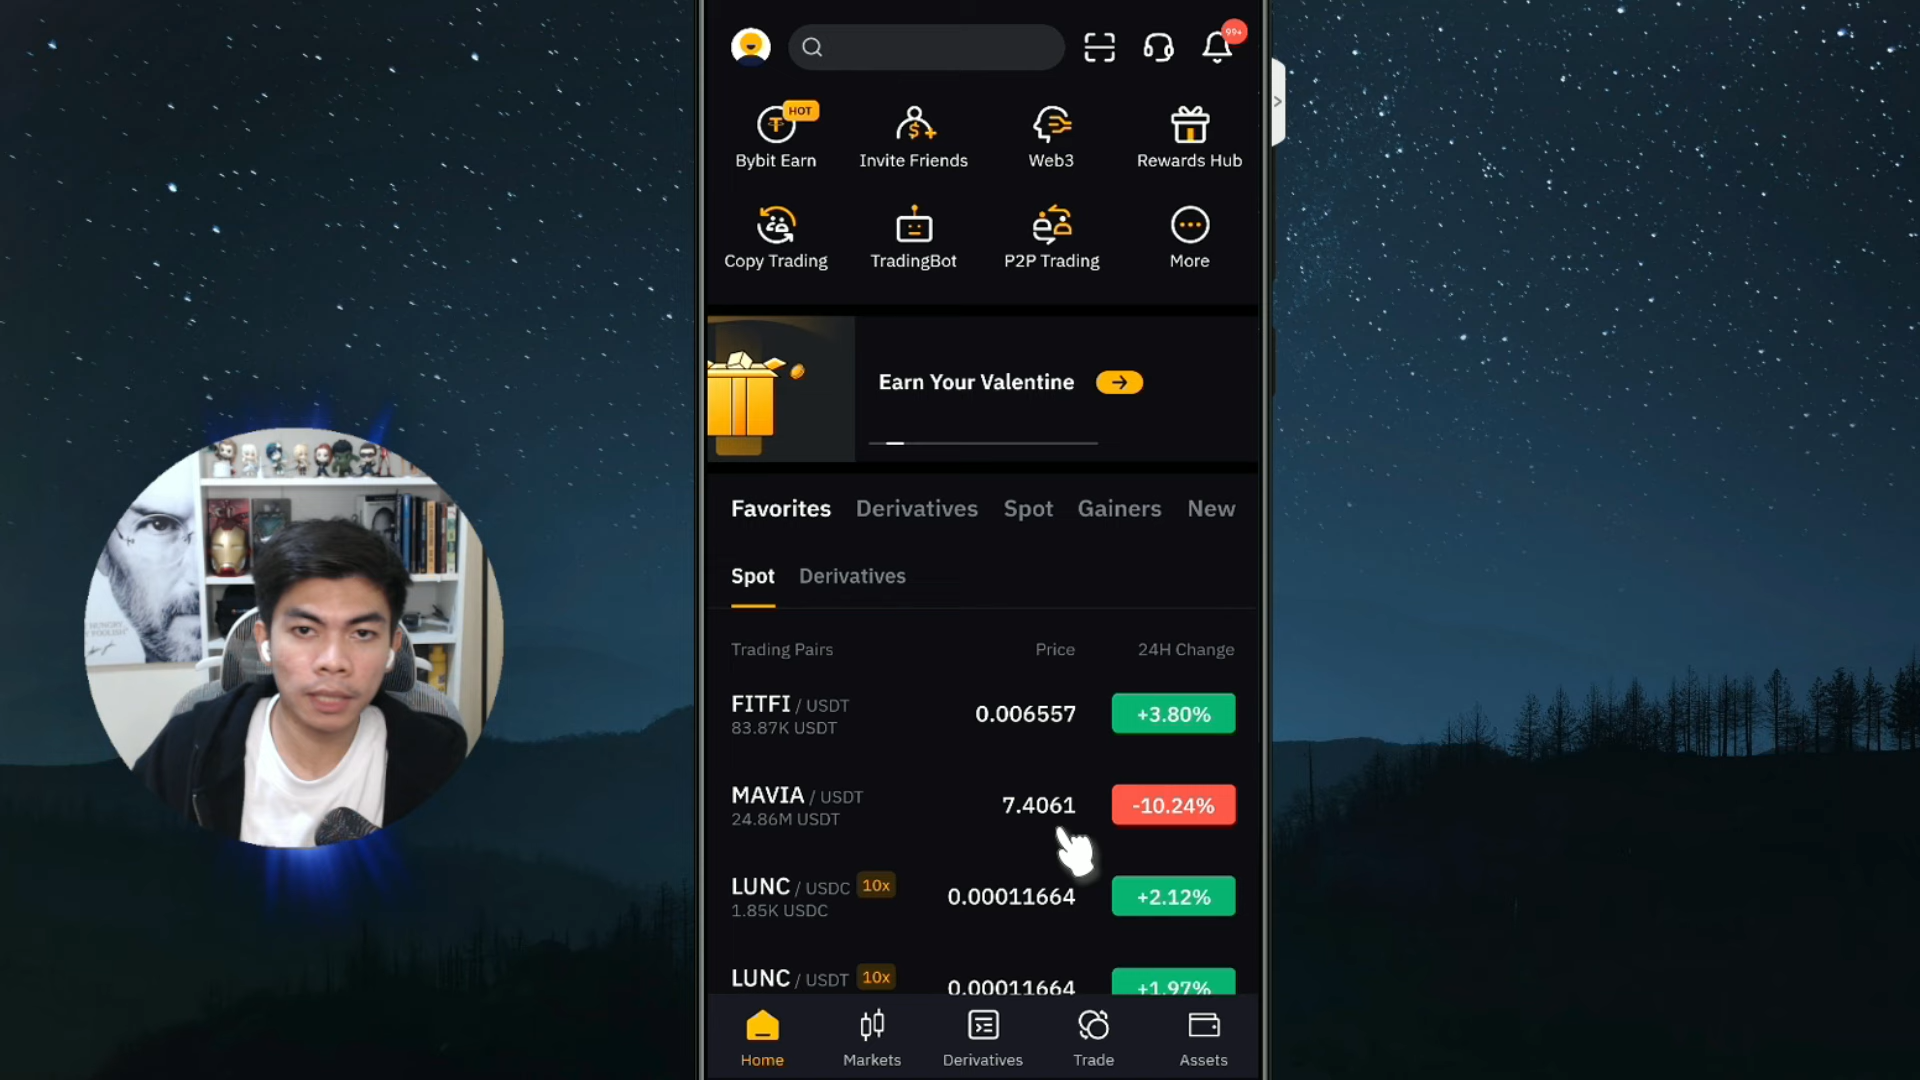 99+
HOT
Bybit Earn
Invite Friends
Web3
Rewards Hub
Copy Trading
TradingBot
P2P Trading
More
Earn Your Valentine
Favorites Derivatives Spot Gainers New
Spot Derivatives
Trading Pairs Price 24H Change
FITFI / USDT 0.006557 +3.80%
83.87K USDT
MAVIA / USDT 7.4061 -10.24%
24.86M USDT
LUNC / USDC 10x 0.00011664 +2.12%
1.85K USDC
LUNC / USDT 10x 0.00011664 +1.97%
Home Markets Derivatives Trade Assets